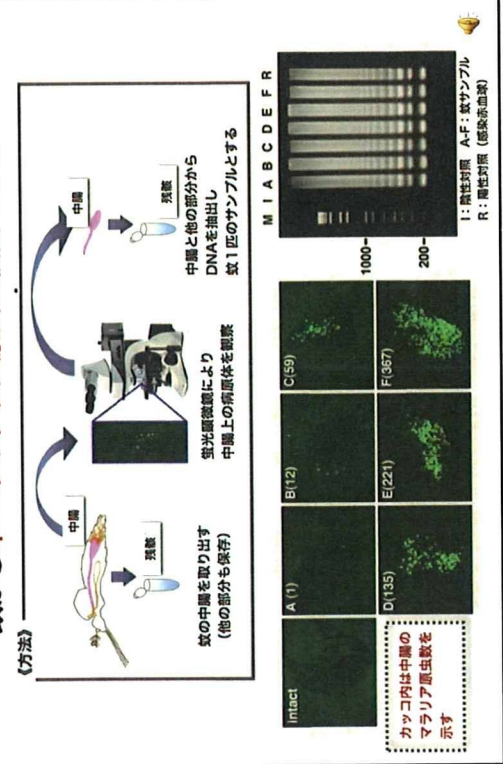 《方法》
中腸
残骸
蚊の中腸を取り出す
(他の部分も保存)
蛍光顕微鏡により
中腸上の病原体を観察
中腸
残骸
中腸と他の部分から
DNAを抽出し
蚊1匹のサンプルとする
intact
A (1)
B(12)
C(59)
D(135)
E(221)
F(367)
カッコ内は中腸の
マラリア原虫数を
示す
M I A B C D E F R
1000-
200-
I:陰性対照 A-F:蚊サンプル
R:陽性対照 (感染赤血球)